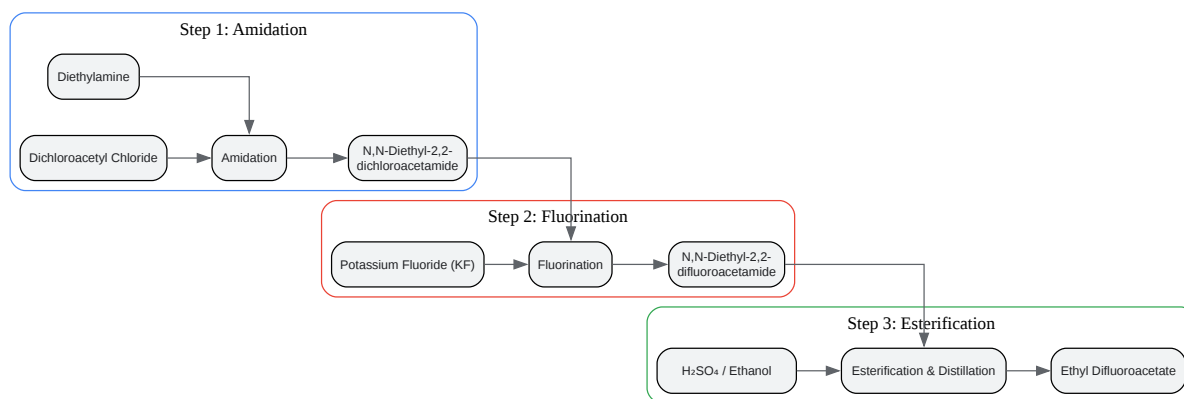 Step 1: Amidation
Diethylamine
Dichloroacetyl Chloride
Amidation
N,N-Diethyl-2,2-
dichloroacetamide
Step 2: Fluorination
Potassium Fluoride (KF)
Fluorination
N,N-Diethyl-2,2-
difluoroacetamide
Step 3: Esterification
H₂SO₄ / Ethanol
Esterification & Distillation
Ethyl Difluoroacetate